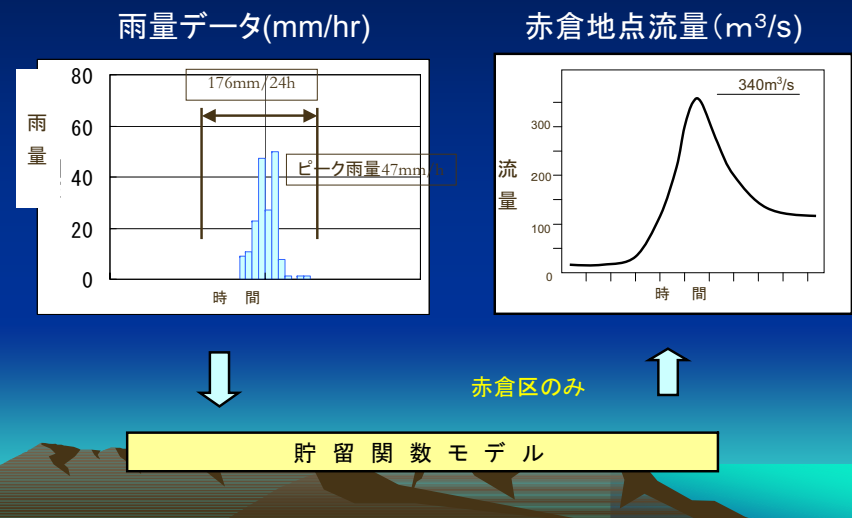 雨量データ(mm/hr)
赤倉地点流量（m³/s）
80
60
40
20
0
雨量
176mm/24h
ピーク雨量47mm/h
時 間
300
200
100
0
流量
340m³/s
時 間
赤倉区のみ
貯 留 関 数 モ デ ル